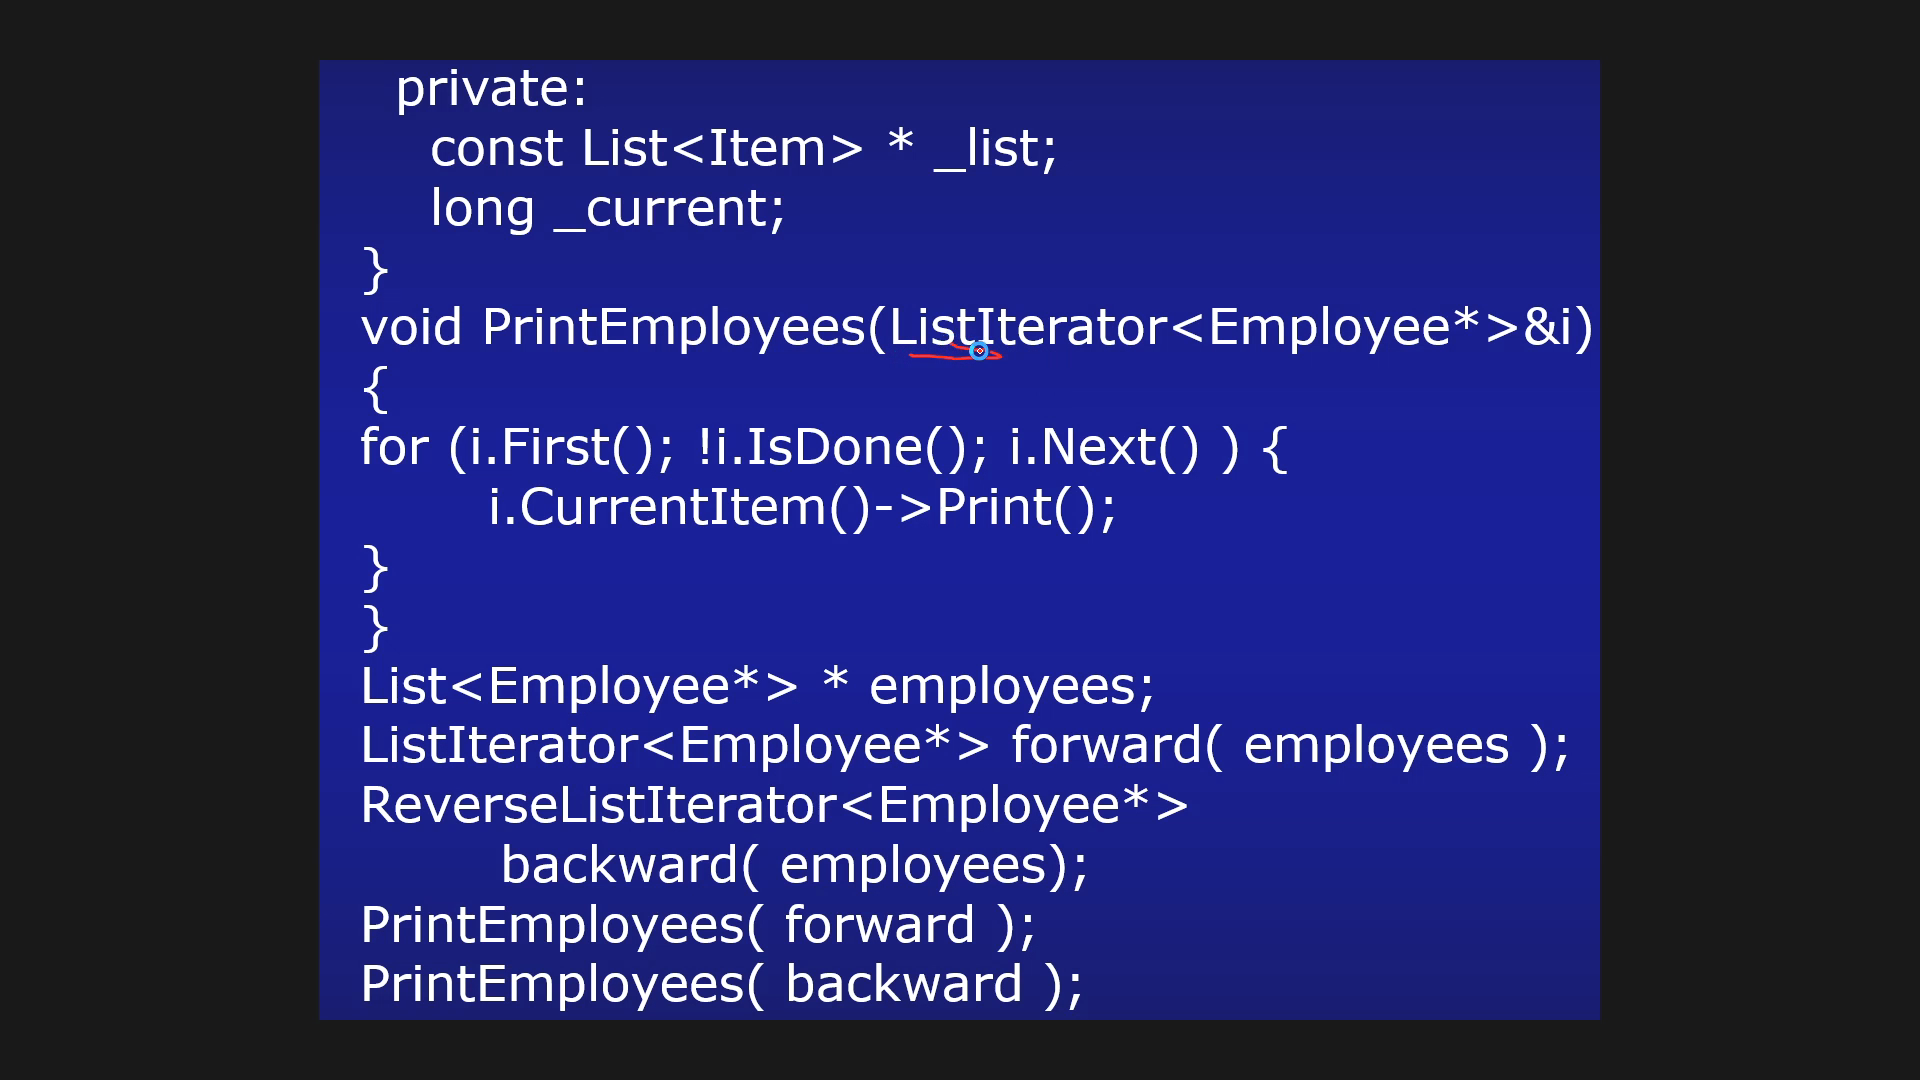 private:
const List<Item> * _list;
long _current;
}
void PrintEmployees(ListIterator<Employee*>&i)
{
for (i.First(); !i.IsDone(); i.Next() ) {
i.CurrentItem()->Print();
}
}
List<Employee*> * employees;
ListIterator<Employee*> forward( employees );
ReverseListIterator<Employee*>
backward( employees);
PrintEmployees( forward );
PrintEmployees( backward );